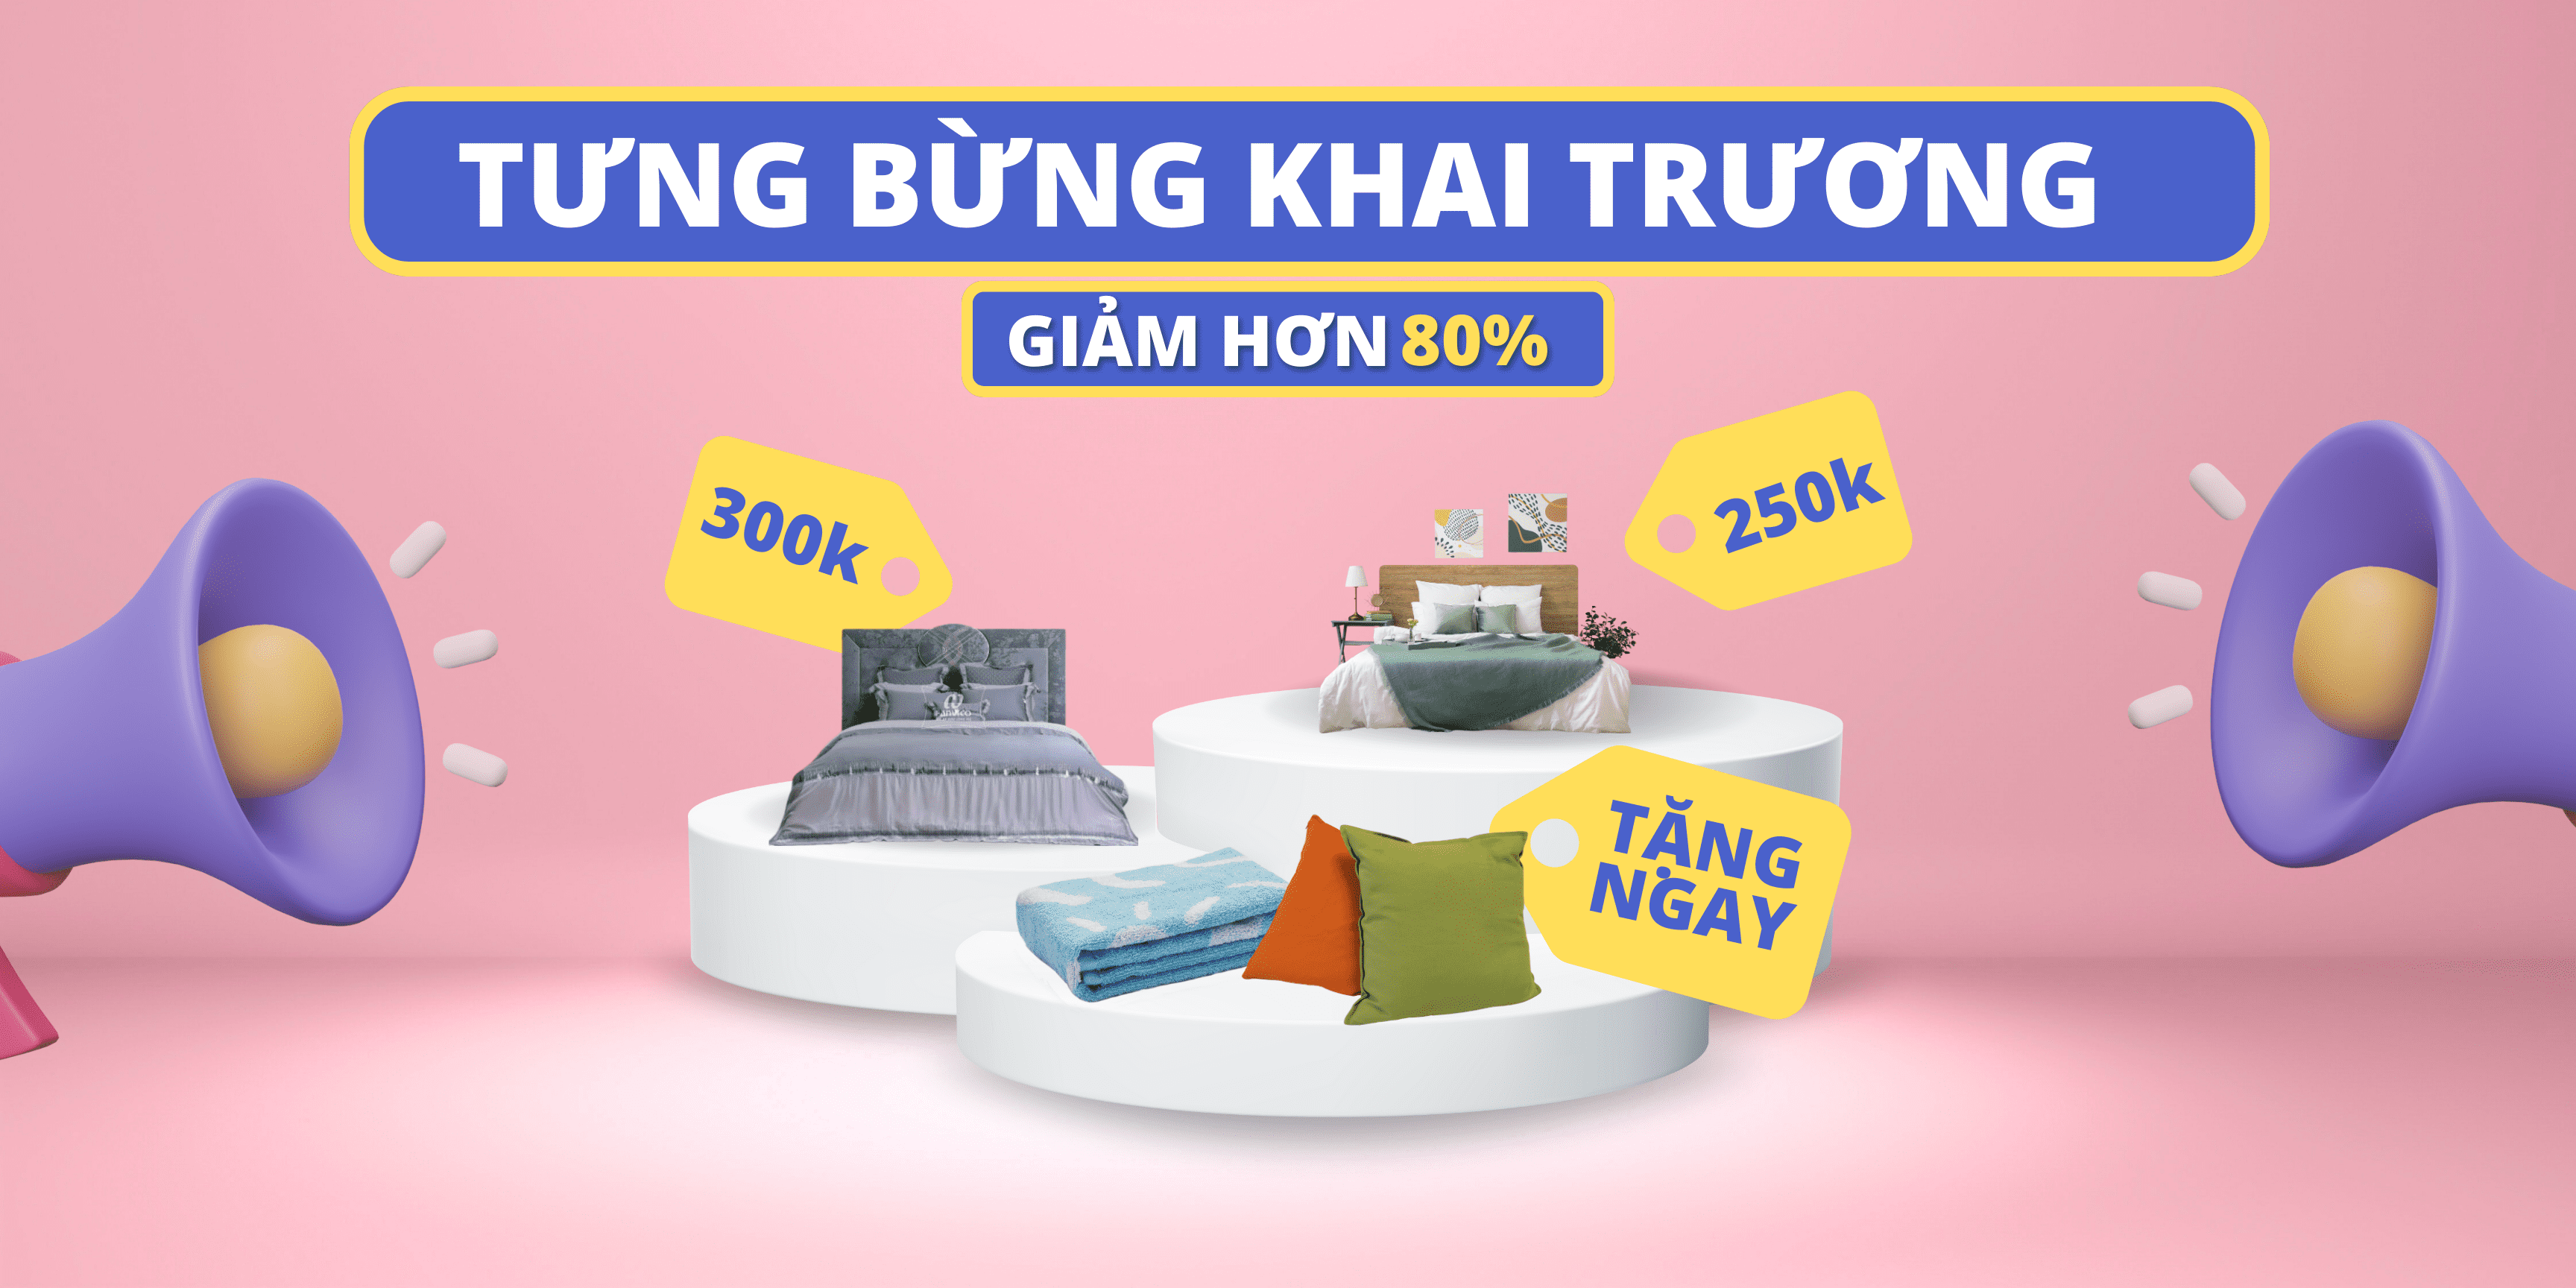 TƯNG BỪNG KHAI TRƯƠNG
GIẢM HƠN 80%
300k
250k
TẶNG
NGAY